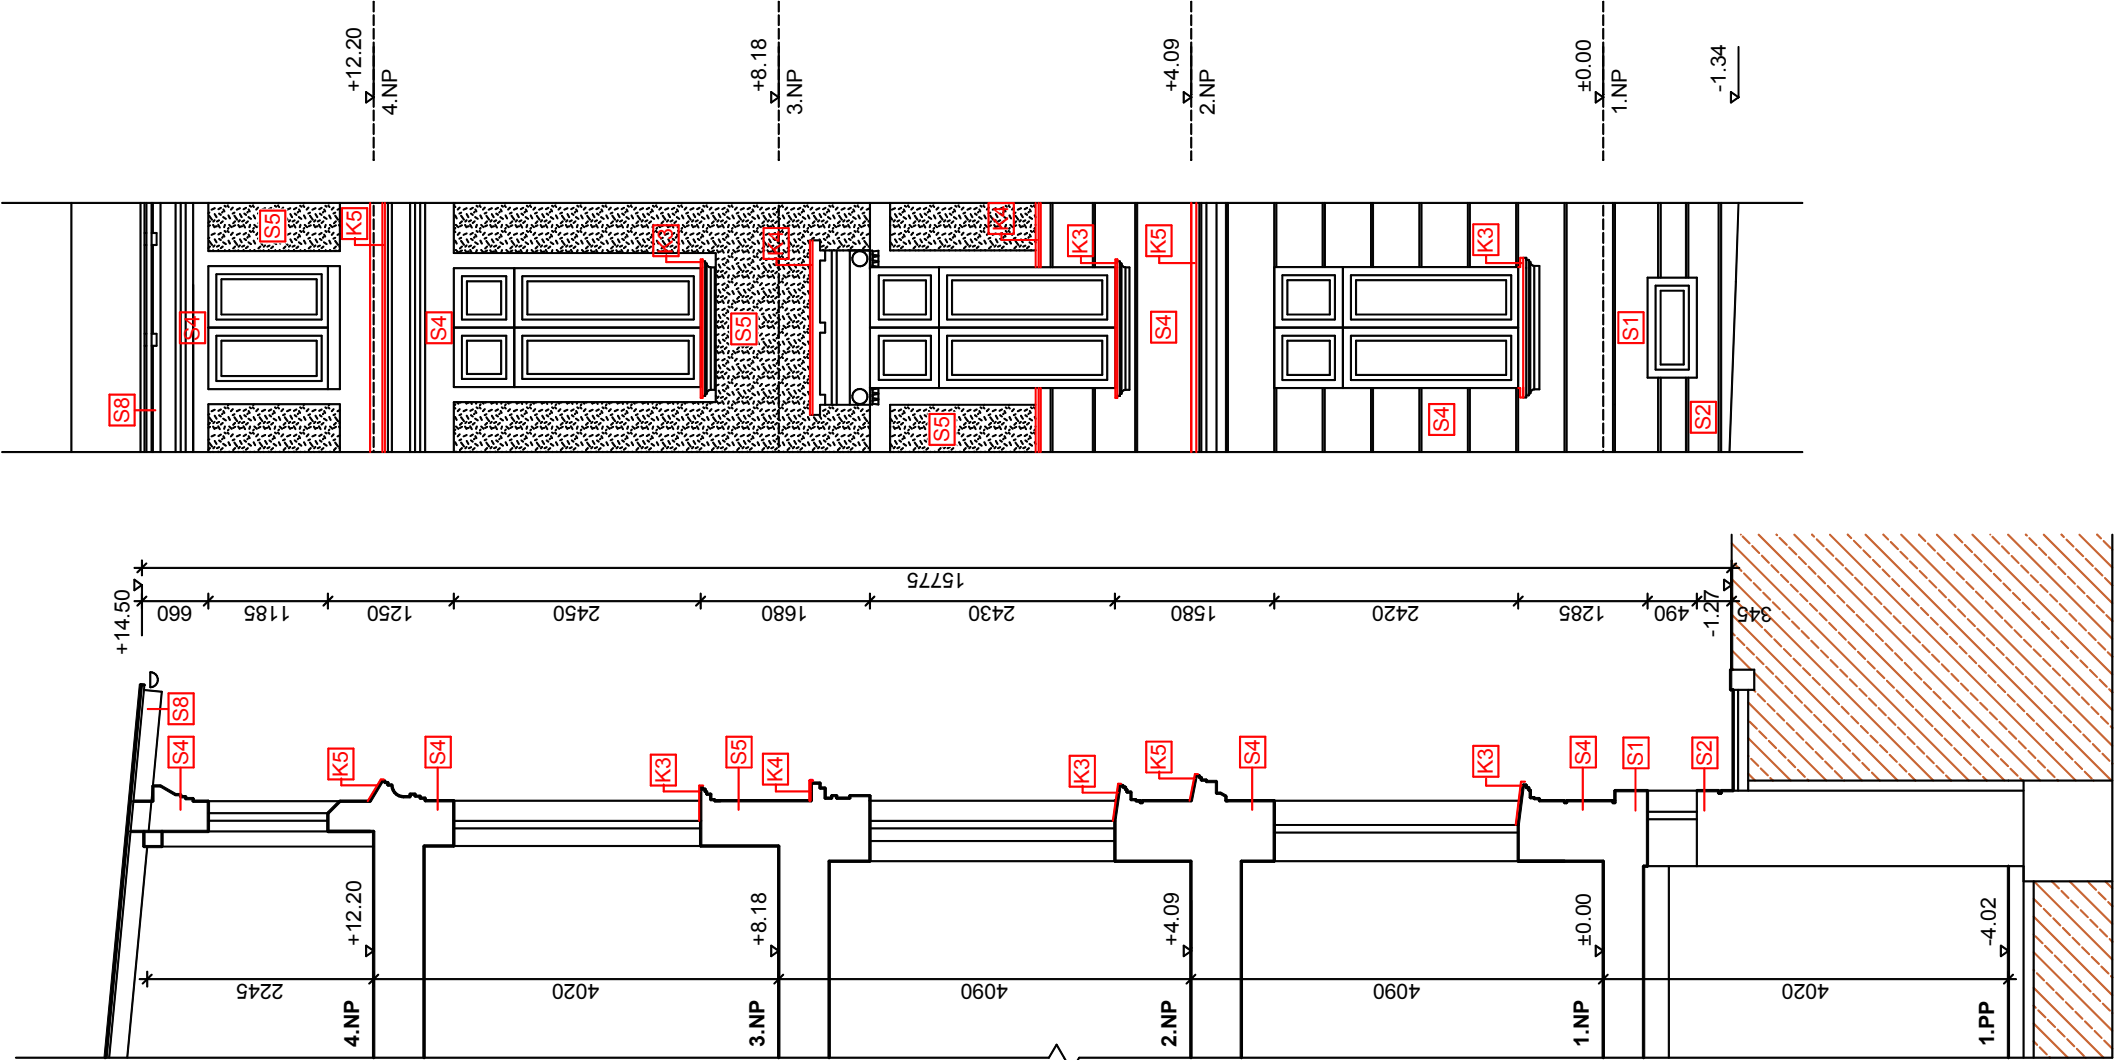 +12.20
4.NP
+8.18
3.NP
+4.09
2.NP
±0.00
1.NP
-1.34
S8
S4
S5
K5
S4
K3
S5
K4
S5
K4
K3
K5
S4
S4
K3
S1
S2
+14.50
15775
660
1185
1250
2450
1680
2430
1580
2420
1285
490
345
-1.27
S8
S4
K5
S4
K3
S5
K4
K3
K5
S4
K3
S4
S1
S2
+12.20
+8.18
+4.09
±0.00
-4.02
2245
4020
4090
4090
4020
4.NP
3.NP
2.NP
1.NP
1.PP